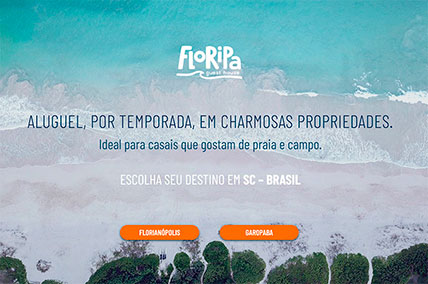 FLORIPA
guest house
ALUGUEL, POR TEMPORADA, EM CHARMOSAS PROPRIEDADES.
Ideal para casais que gostam de praia e campo.
ESCOLHA SEU DESTINO EM SC – BRASIL
FLORIANÓPOLIS
GAROPABA